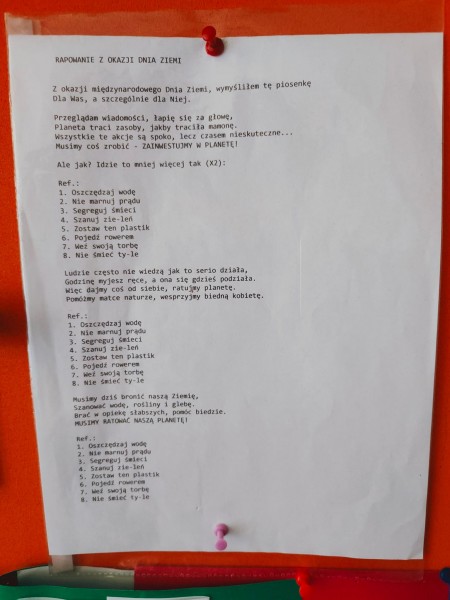 RAPOWANIE Z OKAZJI DNIA ZIEMI
Z okazji międzynarodowego Dnia Ziemi, wymyśliłem tę piosenkę
Dla Was, a szczególnie dla Niej.
Przeglądam wiadomości, łapię się za głowę,
Planeta traci zasoby, jakby traciła mamonę.
Wszystkie te akcje są spoko, lecz czasem nieskuteczne...
Musimy coś zrobić - ZAINWESTUJMY W PLANETĘ!
Ale jak? Idzie to mniej więcej tak (X2):
Ref.:
1. Oszczędzaj wodę
2. Nie marnuj prądu
3. Segreguj śmieci
4. Szanuj zie-leń
5. Zostaw ten plastik
6. Pojedź rowerem
7. Weź swoją torbę
8. Nie śmieć ty-le
Ludzie często nie wiedzą jak to serio działa,
Godzinę myjesz ręce, a ona się gdzieś podziała.
Więc dajmy coś od siebie, ratujmy planetę.
Pomóżmy matce naturze, wesprzyjmy biedną kobietę.
Ref.:
1. Oszczędzaj wodę
2. Nie marnuj prądu
3. Segreguj śmieci
4. Szanuj zie-leń
5. Zostaw ten plastik
6. Pojedź rowerem
7. Weź swoją torbę
8. Nie śmieć ty-le
Musimy dziś bronić naszą Ziemię,
Szanować wodę, rośliny i glebę.
Brać w opiekę słabszych, pomóc biedzie.
MUSIMY RATOWAĆ NASZĄ PLANETĘ!
Ref.:
1. Oszczędzaj wodę
2. Nie marnuj prądu
3. Segreguj śmieci
4. Szanuj zie-leń
5. Zostaw ten plastik
6. Pojedź rowerem
7. Weź swoją torbę
8. Nie śmieć ty-le